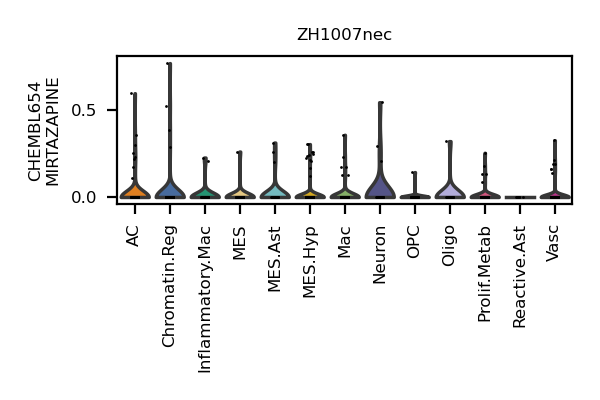 ZH1007nec
CHEMBL654
MIRTAZAPINE
0.5
0.0
AC
Chromatin.Reg
Inflammatory.Mac
MES
MES.Ast
MES.Hyp
Mac
Neuron
OPC
Oligo
Prolif.Metab
Reactive.Ast
Vasc